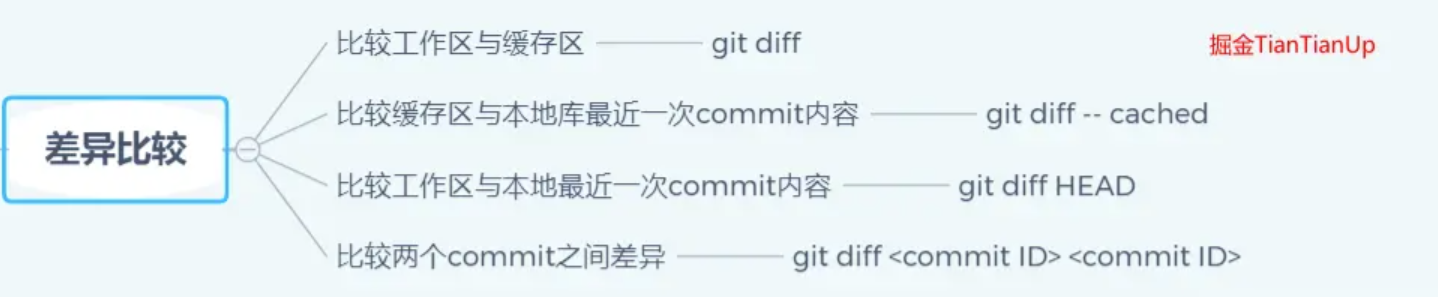 比较工作区与缓存区 git diff
掘金TianTianUp
比较缓存区与本地库最近一次commit内容 git diff -- cached
差异比较
比较工作区与本地最近一次commit内容 git diff HEAD
比较两个commit之间差异 git diff <commit ID> <commit ID>